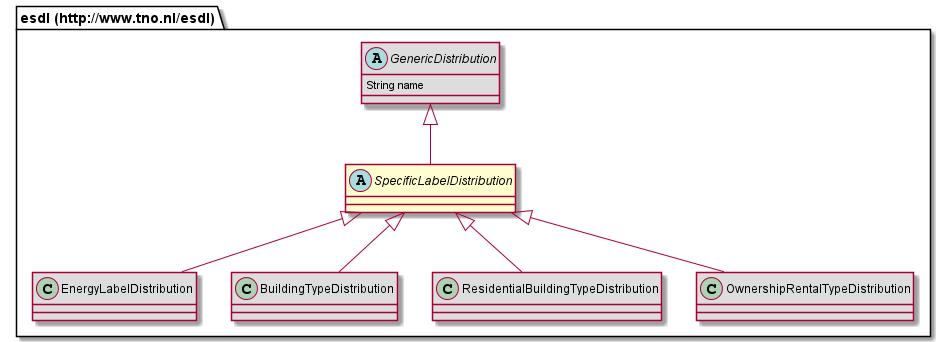 esdl (http://www.tno.nl/esdl)
A GenericDistribution
String name
A SpecificLabelDistribution
C EnergyLabelDistribution
C BuildingTypeDistribution
C ResidentialBuildingTypeDistribution
C OwnershipRentalTypeDistribution